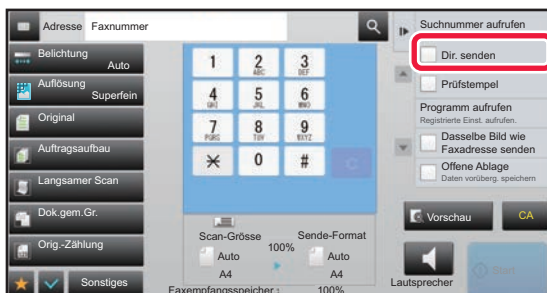 Adresse Faxnummer
Belichtung
Auto
Auflösung
Superfein
Original
Auftragsaufbau
Langsamer Scan
Dok.gem.Gr.
Orig.-Zählung
Sonstiges
1
2
ABC
3
DEF
4
GHI
5
JKL
6
MNO
7
PQRS
8
TUV
9
WXYZ
0
#
C
Scan-Grösse
Sende-Format
100%
Auto
Auto
A4
A4
Faxempfangsspeicher : 100%
Suchnummer aufrufen
Dir. senden
Prüfstempel
Programm aufrufen
Registrierte Einst. aufrufen.
Dasselbe Bild wie
Faxadresse senden
Offene Ablage
Daten vorüberg. speichern
Vorschau
CA
Lautsprecher
Start